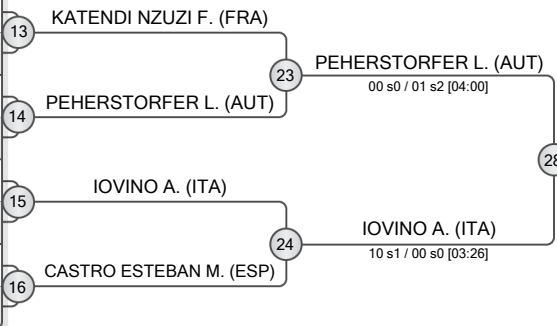 KATENDI NZUZI F. (FRA)
13
23
PEHERSTORFER L. (AUT)
00 s0 / 01 s2 [04:00]
PEHERSTORFER L. (AUT)
14
28
IOVINO A. (ITA)
15
24
IOVINO A. (ITA)
10 s1 / 00 s0 [03:26]
CASTRO ESTEBAN M. (ESP)
16